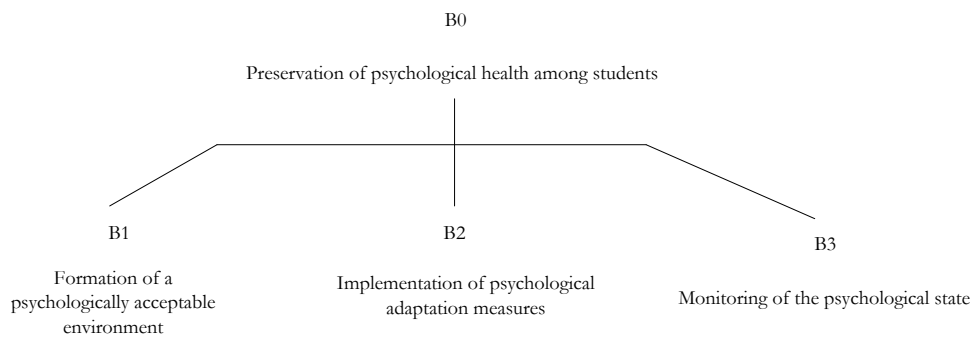 B0
Preservation of psychological health among students
B1
Formation of a
psychologically acceptable
environment
B2
Implementation of psychological
adaptation measures
B3
Monitoring of the psychological state